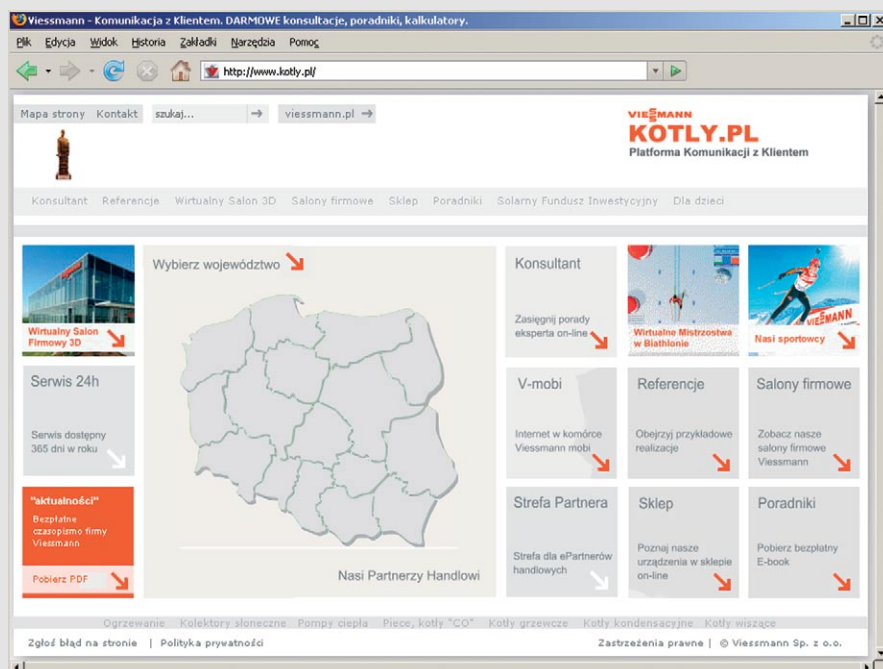 Viessmann - Komunikacja z Klientem. DARMOWE konsultacje, poradniki, kalkulatory.
Plik Edycja Widok Historia Zakładki Narzędzia Pomoc
http://www.kotly.pl/
Mapa strony Kontakt szukaj... viessmann.pl
VIESMANN
KOTLY.PL
Platforma Komunikacji z Klientem
Konsultant Referencje Wirtualny Salon 3D Salony firmowe Sklep Poradniki Solarny Fundusz Inwestycyjny Dla dzieci
Wirtualny Salon
Firmowy 3D
Serwis 24h
Serwis dostępny
365 dni w roku
"aktualności"
Bezpłatne
czasopismo firmy
Viessmann
Pobierz PDF
Wybierz województwo
Nasi Partnerzy Handlowi
Konsultant
Zasięgnij porady
eksperta on-line
Wirtualne Mistrzostwa
w Biathlonie
VIESMANN
Nasi sportowcy
V-mobi
Internet w komórce
Viessmann mobi
Referencje
Obejrzyj przykładowe
realizacje
Salony firmowe
Zobacz nasze
salony firmowe
Viessmann
Strefa Partnera
Strefa dla ePartnerów
handlowych
Sklep
Poznaj nasze
urządzenia w sklepie
on-line
Poradniki
Pobierz bezpłatny
E-book
Ogrzewanie Kolektory słoneczne Pompy ciepła Piece, kotły "CO" Kotły grzewcze Kotły kondensacyjne Kotły wiszące
Zgłoś błąd na stronie | Polityka prywatności
Zastrzeżenia prawne | © Viessmann Sp. z o.o.